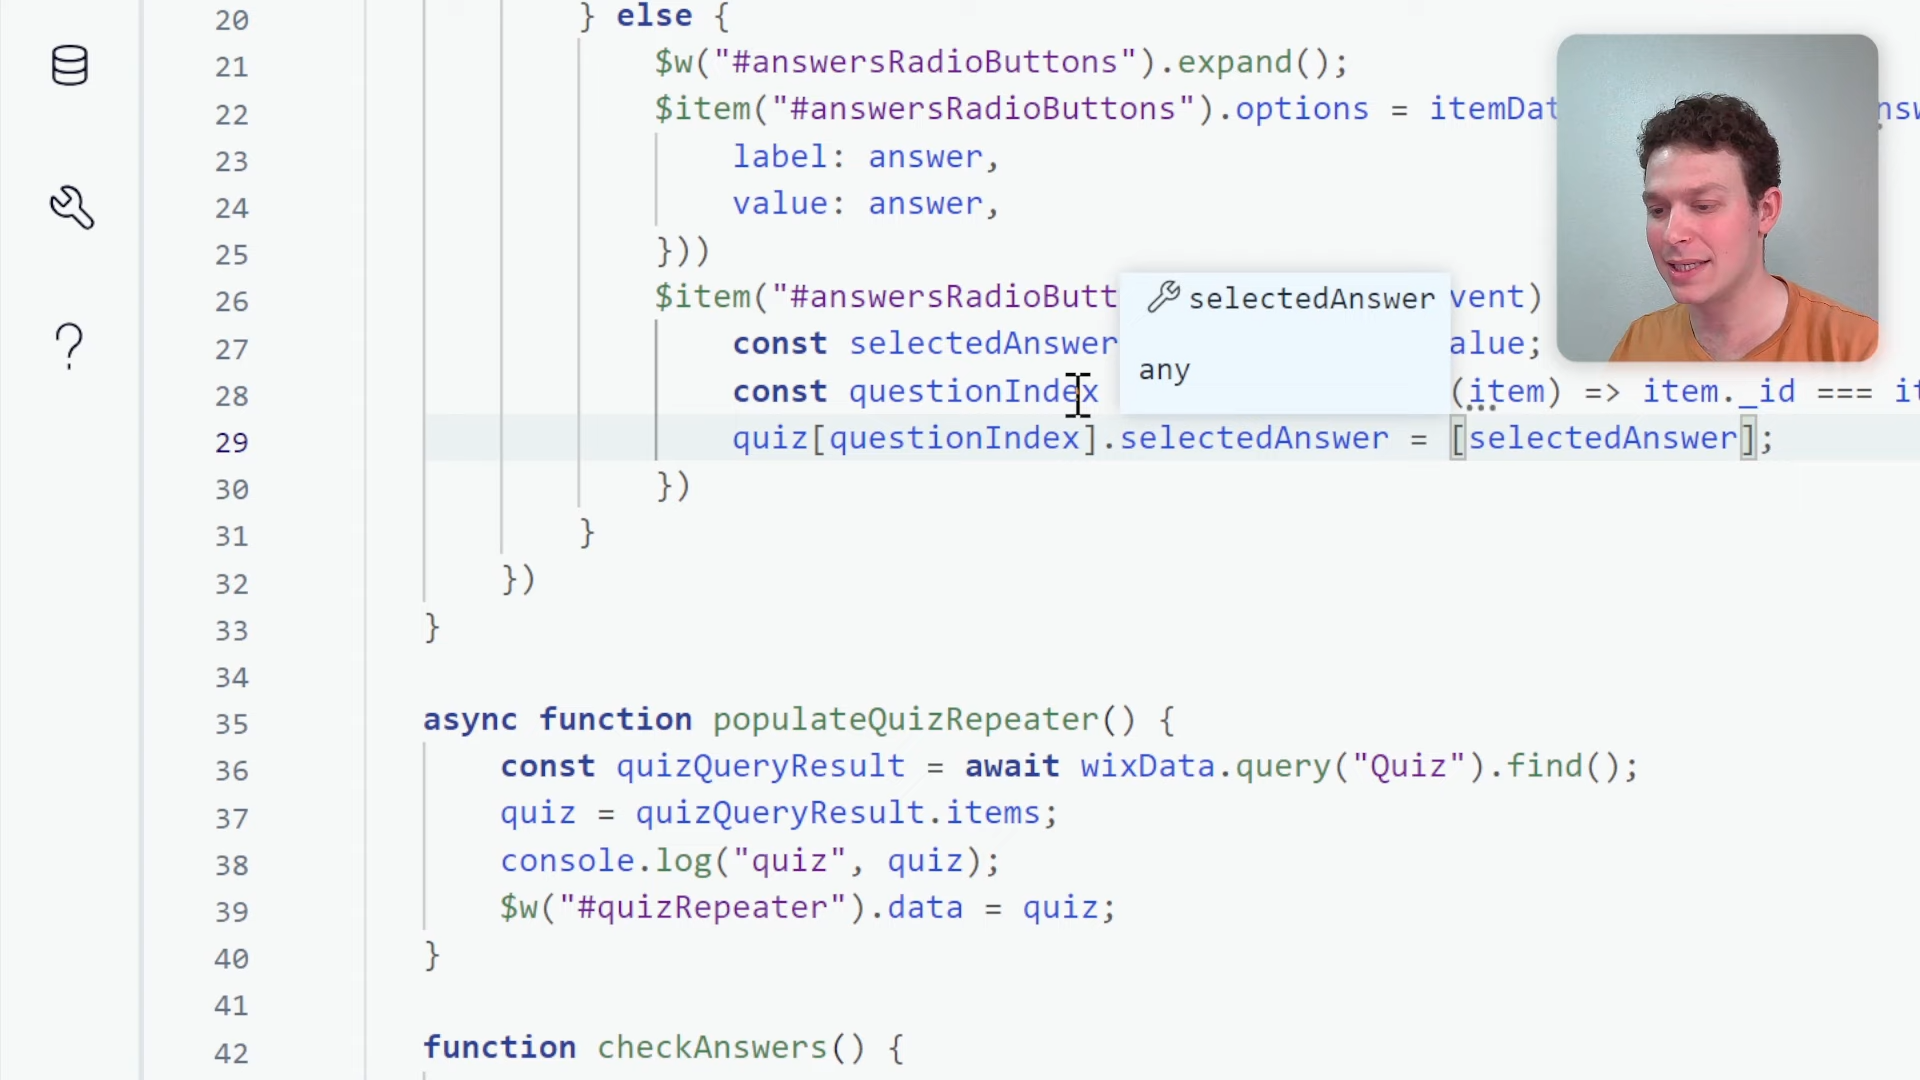 20 } else {
21 $w("#answersRadioButtons").expand();
22 $item("#answersRadioButtons").options = itemDat
23 label: answer,
24 value: answer,
25 }))
26 $item("#answersRadioButt selectedAnswer vent)
27 const selectedAnswer alue;
any
28 const questionIndex (item) => item._id === it
29 quiz[questionIndex].selectedAnswer = [selectedAnswer];
30 })
31 }
32 })
33 }
34
35 async function populateQuizRepeater() {
36 const quizQueryResult = await wixData.query("Quiz").find();
37 quiz = quizQueryResult.items;
38 console.log("quiz", quiz);
39 $w("#quizRepeater").data = quiz;
40 }
41
42 function checkAnswers() {